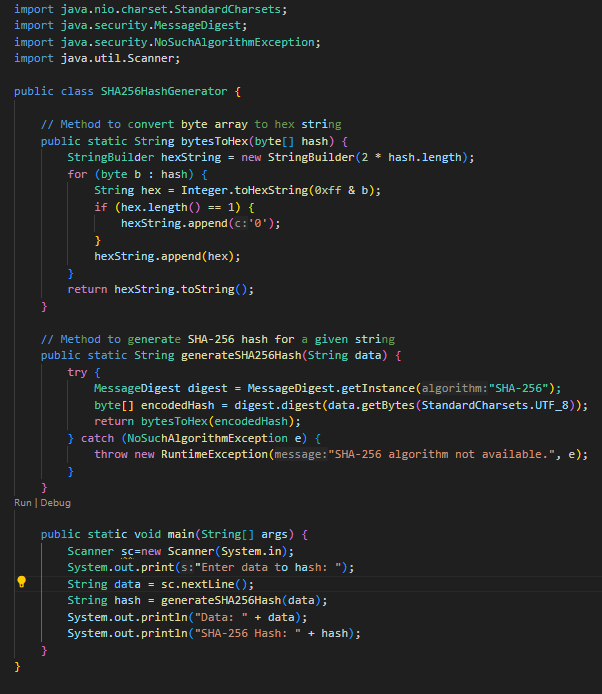 import java.nio.charset.StandardCharsets;
import java.security.MessageDigest;
import java.security.NoSuchAlgorithmException;
import java.util.Scanner;

public class SHA256HashGenerator {

    // Method to convert byte array to hex string
    public static String bytesToHex(byte[] hash) {
        StringBuilder hexString = new StringBuilder(2 * hash.length);
        for (byte b : hash) {
            String hex = Integer.toHexString(0xff & b);
            if (hex.length() == 1) {
                hexString.append(c:'0');
            }
            hexString.append(hex);
        }
        return hexString.toString();
    }

    // Method to generate SHA-256 hash for a given string
    public static String generateSHA256Hash(String data) {
        try {
            MessageDigest digest = MessageDigest.getInstance(algorithm:"SHA-256");
            byte[] encodedHash = digest.digest(data.getBytes(StandardCharsets.UTF_8));
            return bytesToHex(encodedHash);
        } catch (NoSuchAlgorithmException e) {
            throw new RuntimeException(message:"SHA-256 algorithm not available.", e);
        }
    }
Run | Debug

    public static void main(String[] args) {
        Scanner sc=new Scanner(System.in);
        System.out.print(s:"Enter data to hash: ");
        String data = sc.nextLine();
        String hash = generateSHA256Hash(data);
        System.out.println("Data: " + data);
        System.out.println("SHA-256 Hash: " + hash);
    }
}